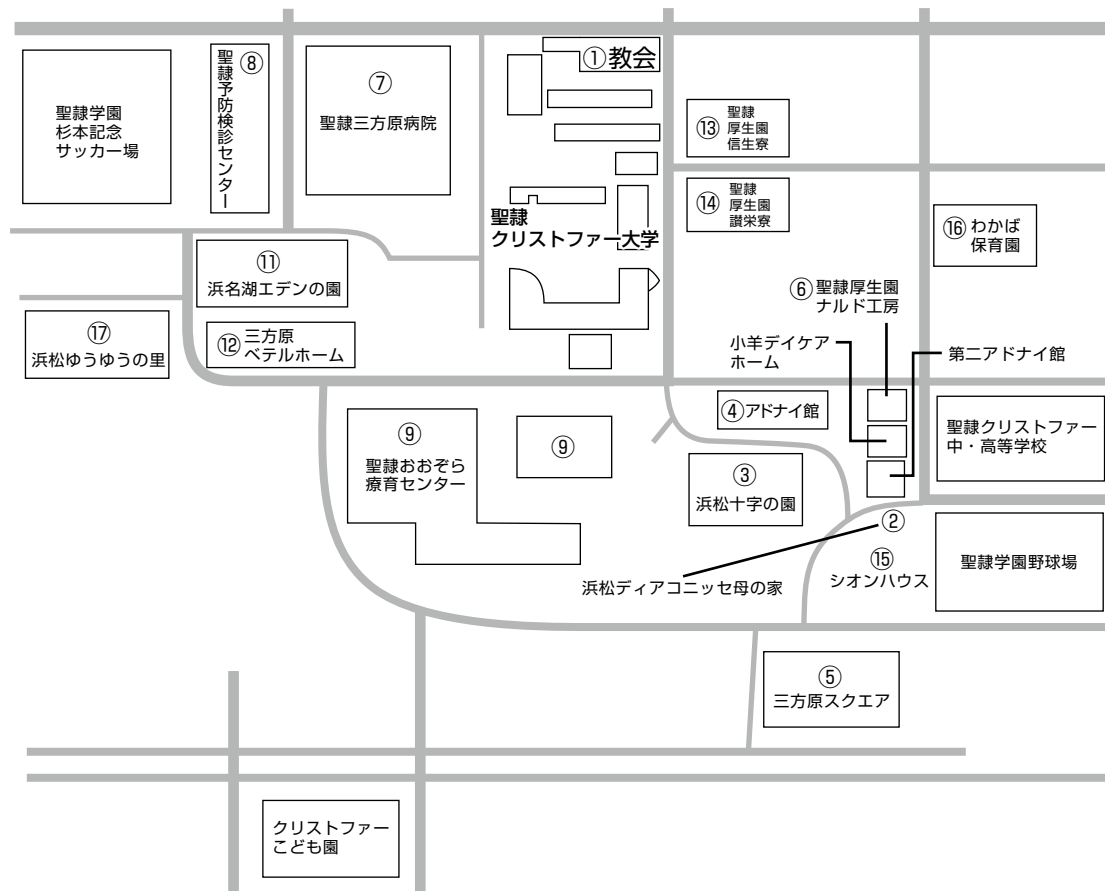 聖隷学園
杉本記念
サッカー場
⑧
聖隷予防検診センター
⑦
聖隷三方原病院
①教会
⑬
聖隷
厚生園
信生寮
⑭
聖隷
厚生園
讃栄寮
聖隷
クリストファー大学
⑯ わかば
保育園
⑪
浜名湖エデンの園
⑥ 聖隷厚生園
ナルド工房
⑰
浜松ゆうゆうの里
⑫ 三方原
ベテルホーム
小羊デイケア
ホーム
第二アドナイ館
④アドナイ館
聖隷クリストファー
中・高等学校
⑨
聖隷おおぞら
療育センター
⑨
③
浜松十字の園
②
浜松ディアコニッセ母の家
⑮
シオンハウス
聖隷学園野球場
⑤
三方原スクエア
クリストファー
こども園